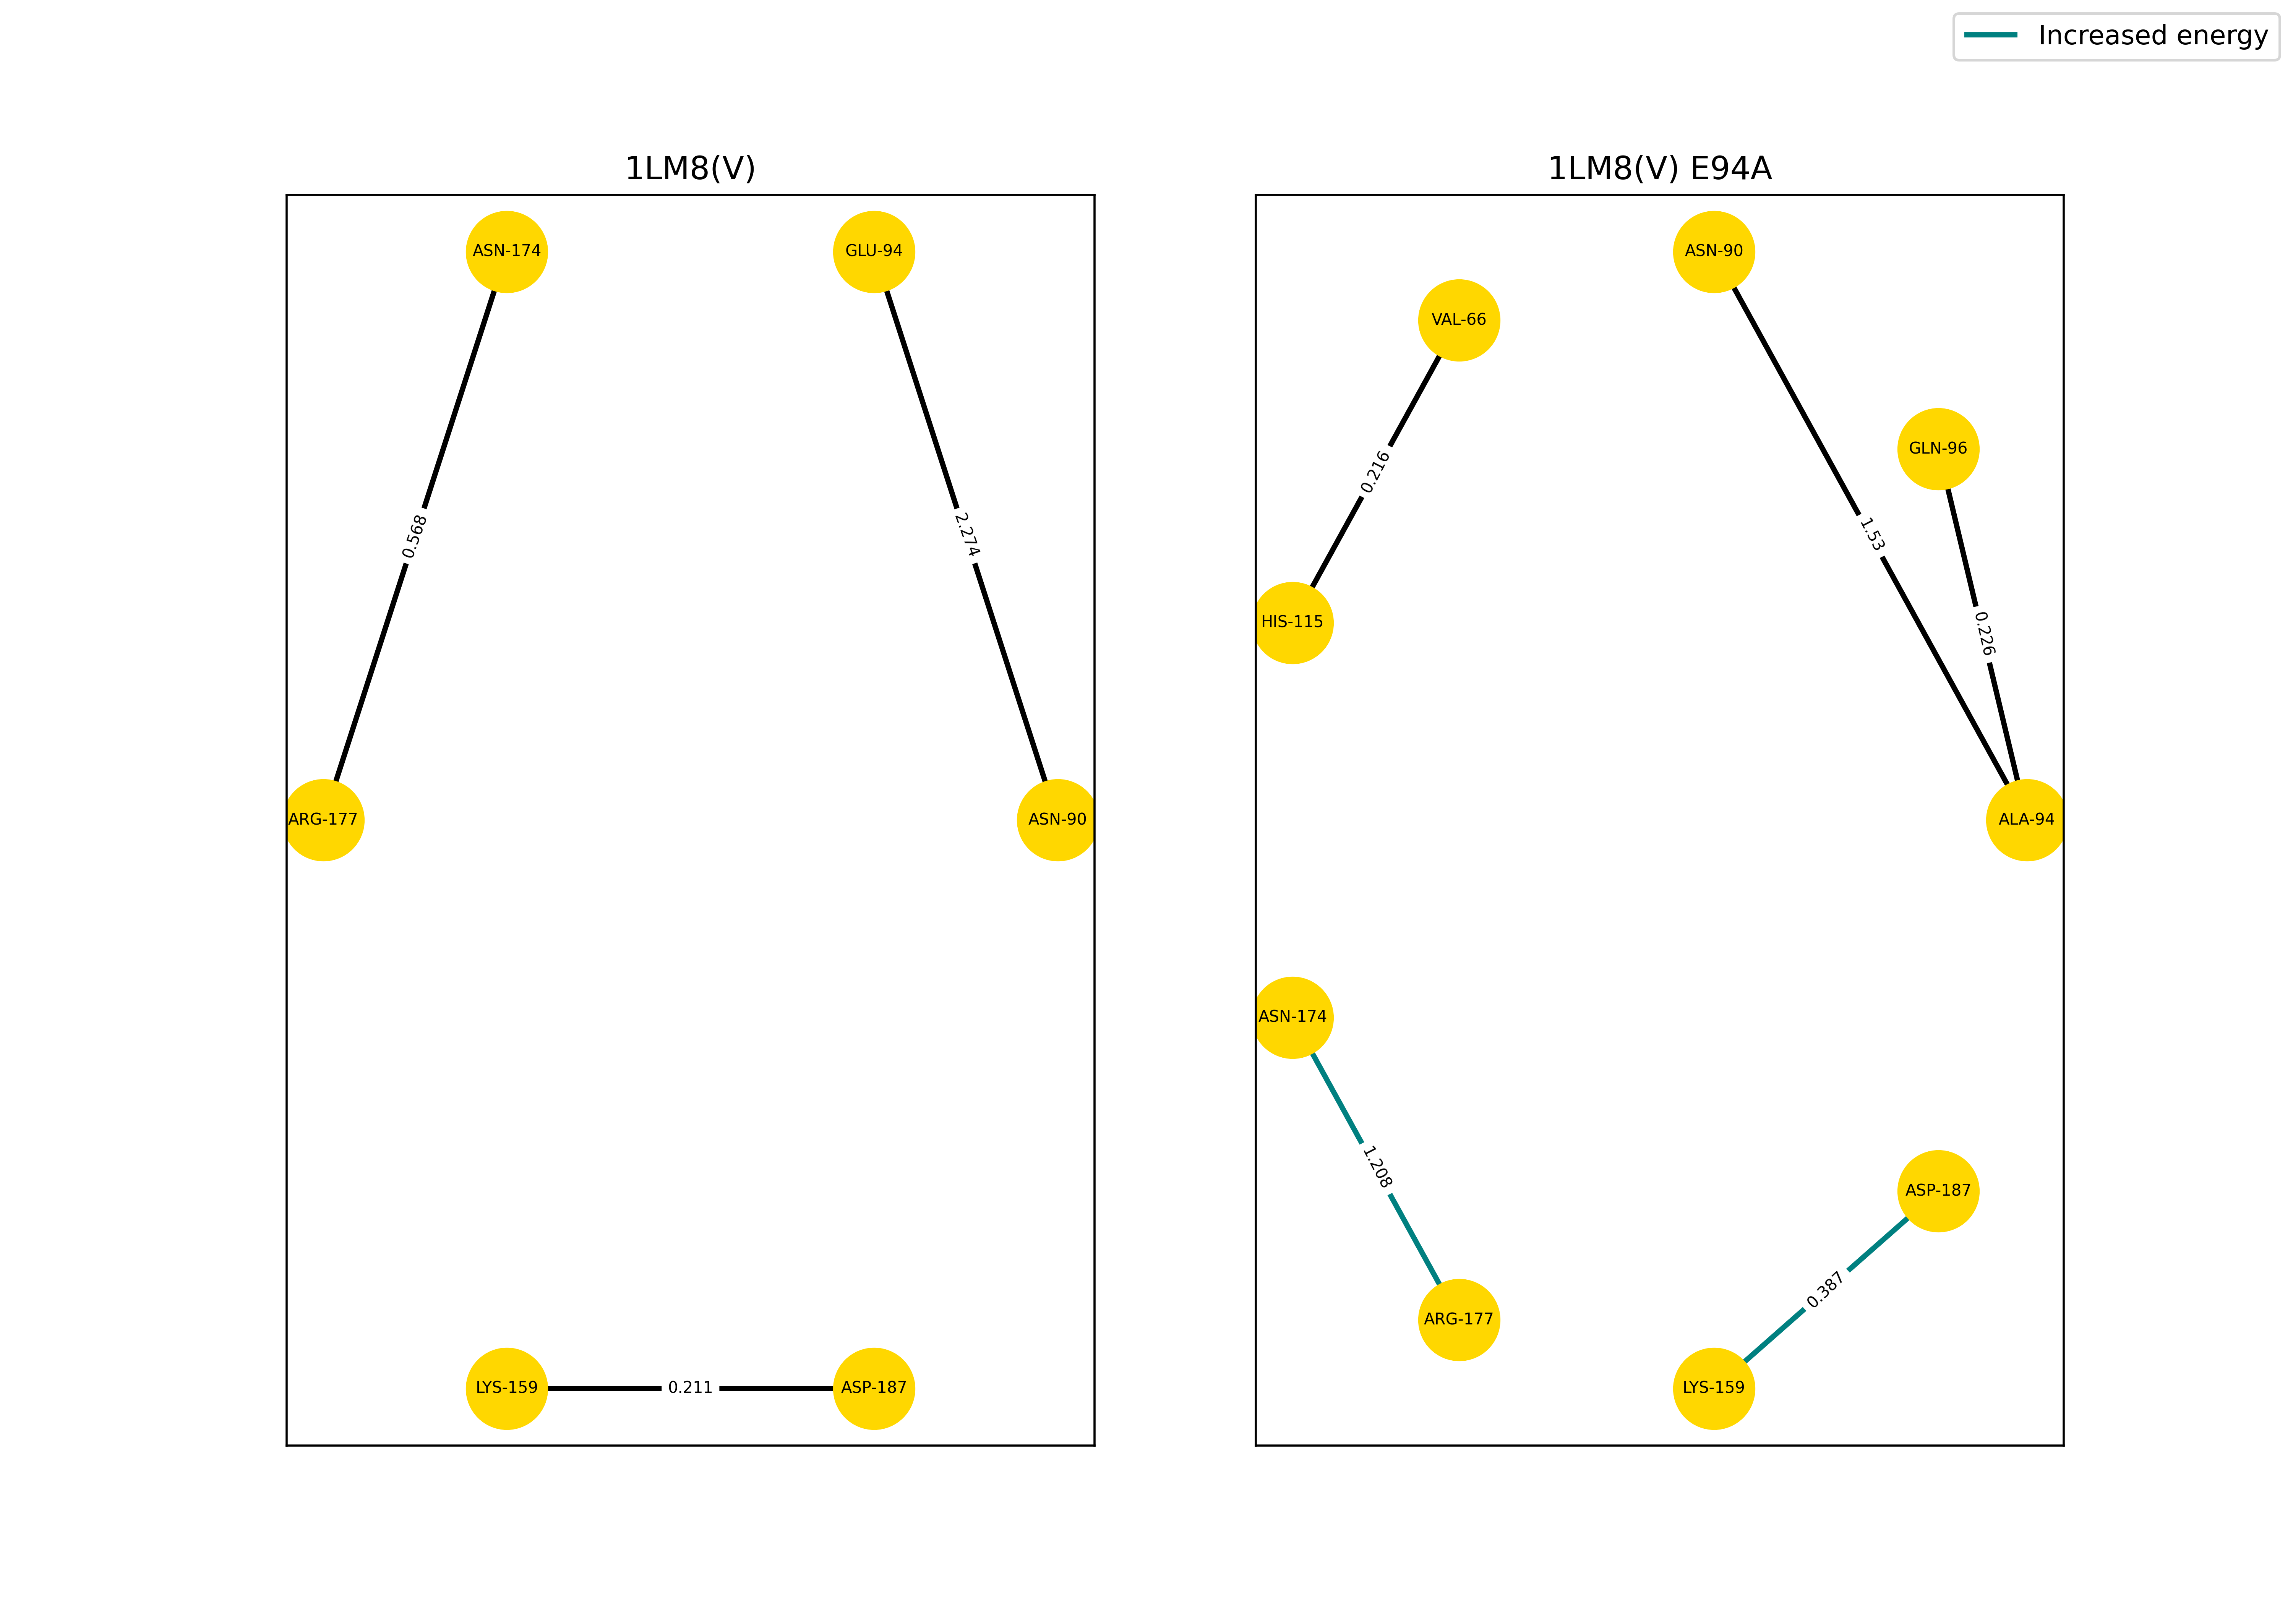 Increased energy
1LM8(V)
ASN-174
GLU-94
0.568
2.274
ARG-177
ASN-90
LYS-159
0.211
ASP-187
1LM8(V) E94A
ASN-90
VAL-66
GLN-96
0.216
1.53
HIS-115
0.226
ALA-94
ASN-174
1.208
ASP-187
0.387
ARG-177
LYS-159